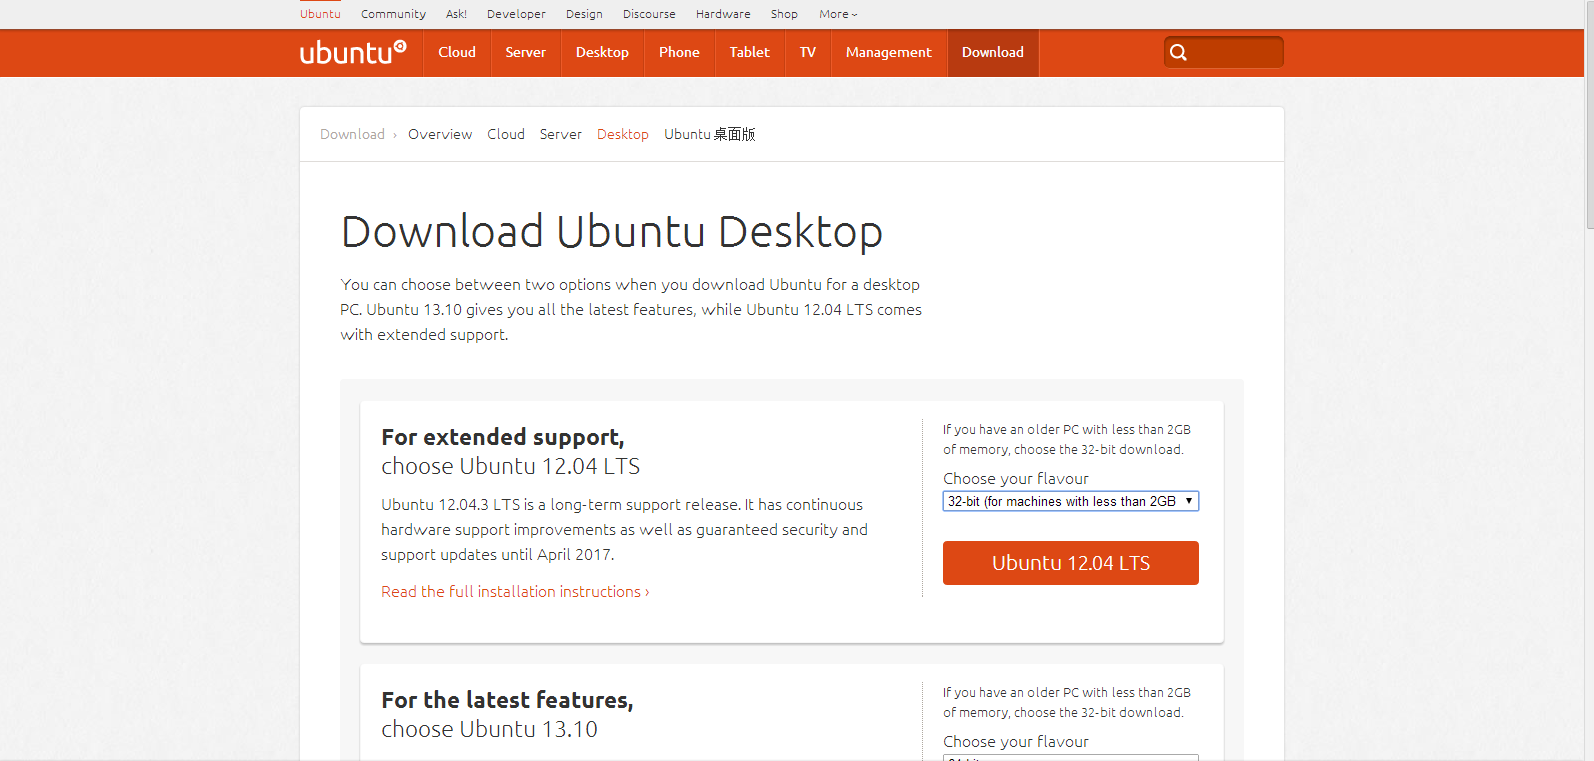 Ubuntu Community Ask! Developer Design Discourse Hardware Shop More
ubuntu Cloud Server Desktop Phone Tablet TV Management Download
Download › Overview Cloud Server Desktop Ubuntu 桌面版
Download Ubuntu Desktop
You can choose between two options when you download Ubuntu for a desktop
PC. Ubuntu 13.10 gives you all the latest features, while Ubuntu 12.04 LTS comes
with extended support.
For extended support,
choose Ubuntu 12.04 LTS
Ubuntu 12.04.3 LTS is a long-term support release. It has continuous
hardware support improvements as well as guaranteed security and
support updates until April 2017.
Read the full installation instructions ›
If you have an older PC with less than 2GB
of memory, choose the 32-bit download.
Choose your flavour
32-bit (for machines with less than 2GB
Ubuntu 12.04 LTS
For the latest features,
choose Ubuntu 13.10
If you have an older PC with less than 2GB
of memory, choose the 32-bit download.
Choose your flavour